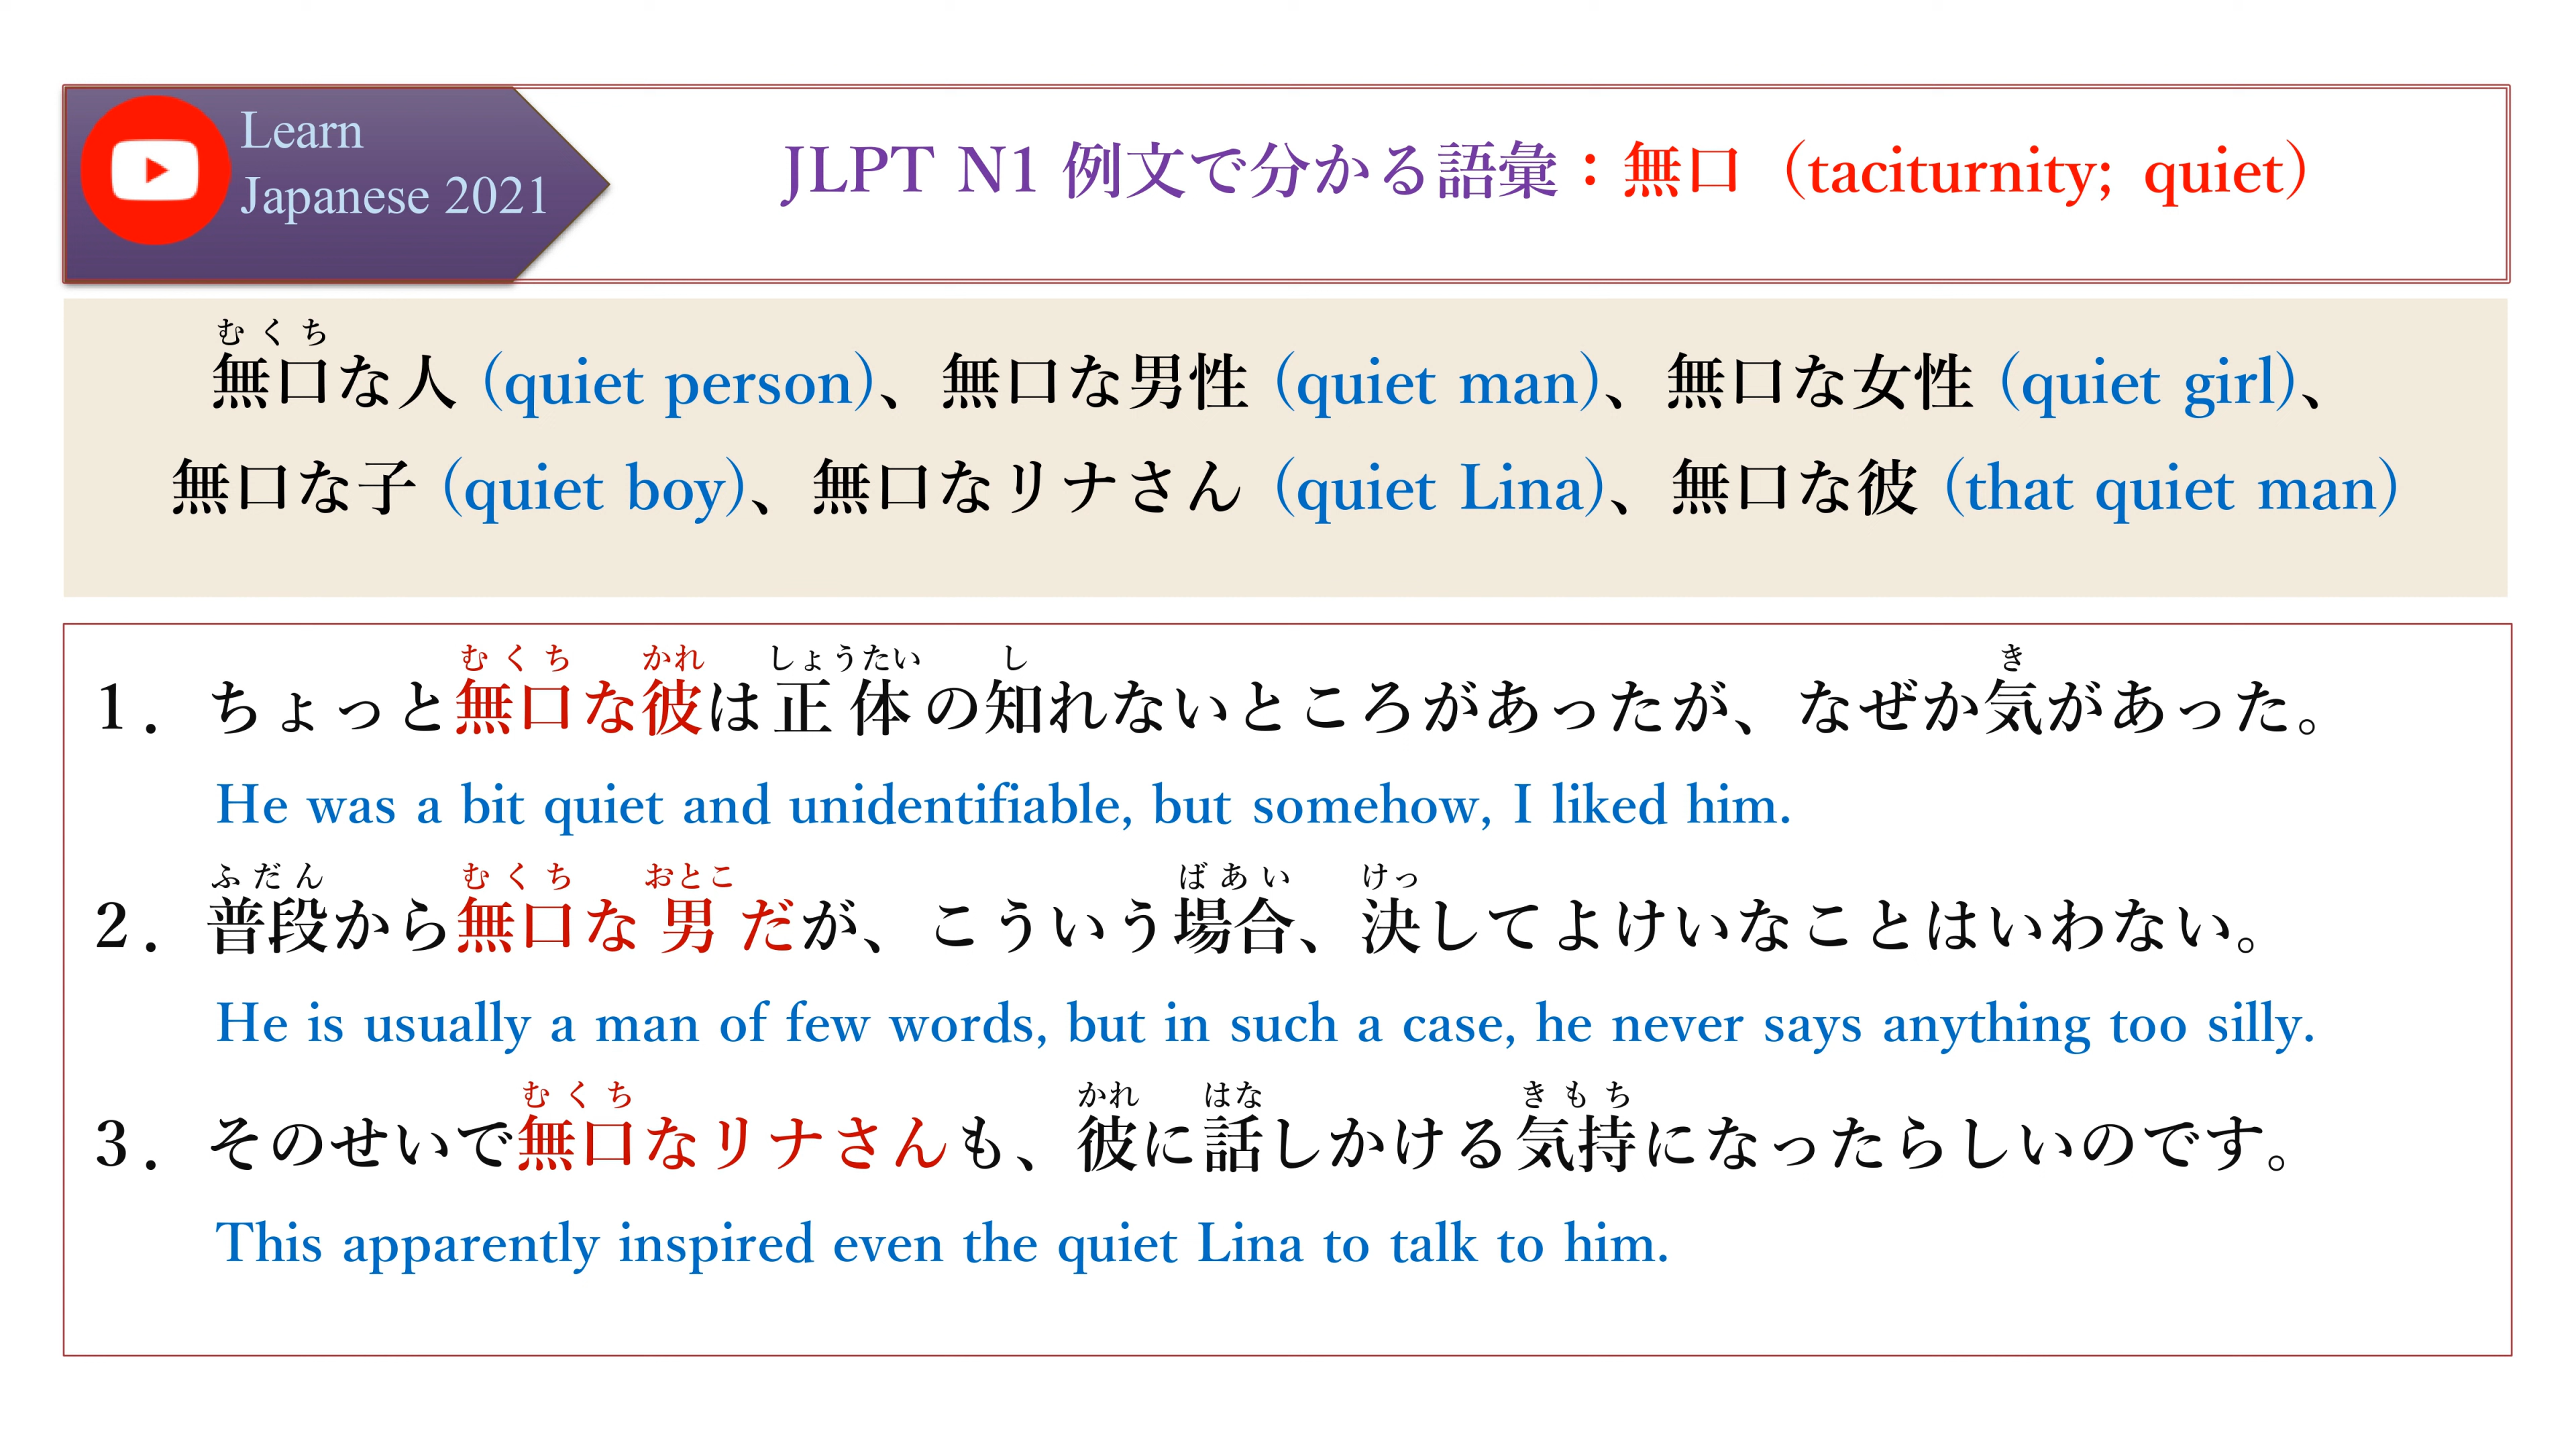 Learn
Japanese 2021
JLPT N1 例文で分かる語彙：無口（taciturnity; quiet）
むくち
無口な人 (quiet person)、無口な男性 (quiet man)、無口な女性 (quiet girl)、
無口な子 (quiet boy)、無口なリナさん (quiet Lina)、無口な彼 (that quiet man)
むくち かれ しょうたい し き
1. ちょっと無口な彼は正体の知れないところがあったが、なぜか気があった。
He was a bit quiet and unidentifiable, but somehow, I liked him.
ふだん むくち おとこ ばあい けっ
2. 普段から無口な男だが、こういう場合、決してよけいなことはいわない。
He is usually a man of few words, but in such a case, he never says anything too silly.
むくち かれ はな きもち
3. そのせいで無口なリナさんも、彼に話しかける気持になったらしいのです。
This apparently inspired even the quiet Lina to talk to him.